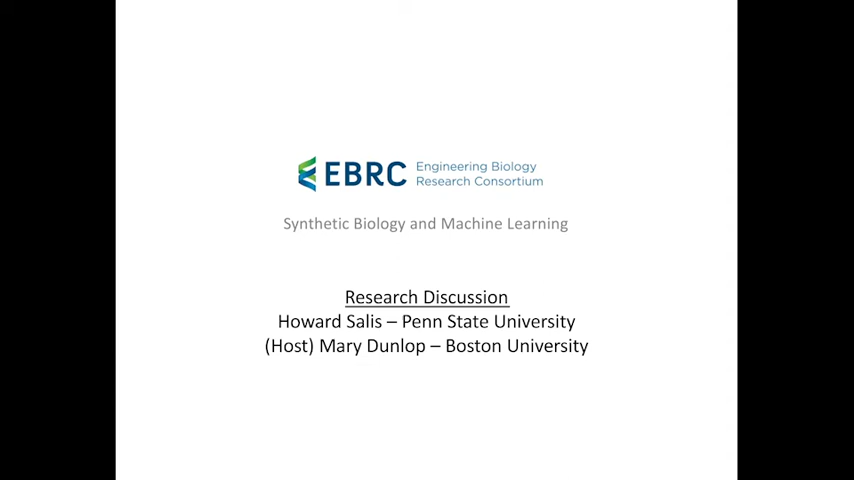 EBRC Engineering Biology
Research Consortium
Synthetic Biology and Machine Learning
Research Discussion
Howard Salis – Penn State University
(Host) Mary Dunlop – Boston University